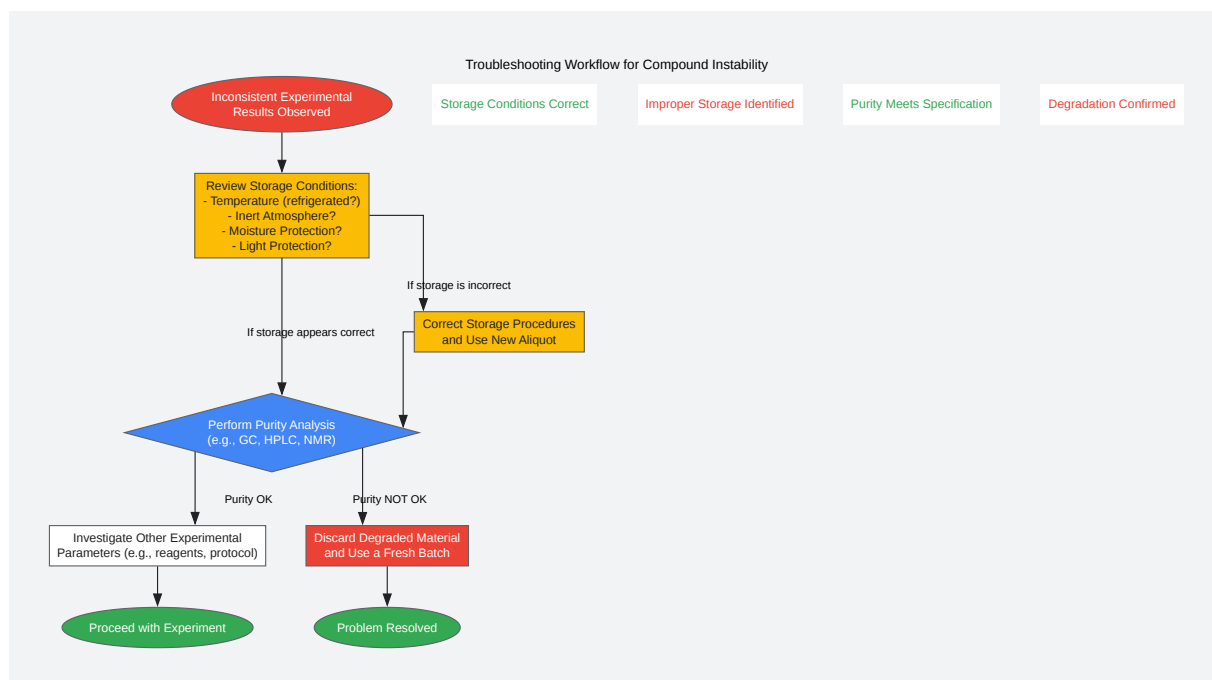 Troubleshooting Workflow for Compound Instability
Inconsistent Experimental
Results Observed
Storage Conditions Correct
Improper Storage Identified
Purity Meets Specification
Degradation Confirmed
Review Storage Conditions:
- Temperature (refrigerated?)
- Inert Atmosphere?
- Moisture Protection?
- Light Protection?
If storage is incorrect
If storage appears correct
Correct Storage Procedures
and Use New Aliquot
Perform Purity Analysis
(e.g., GC, HPLC, NMR)
Purity OK
Purity NOT OK
Investigate Other Experimental
Parameters (e.g., reagents, protocol)
Discard Degraded Material
and Use a Fresh Batch
Proceed with Experiment
Problem Resolved